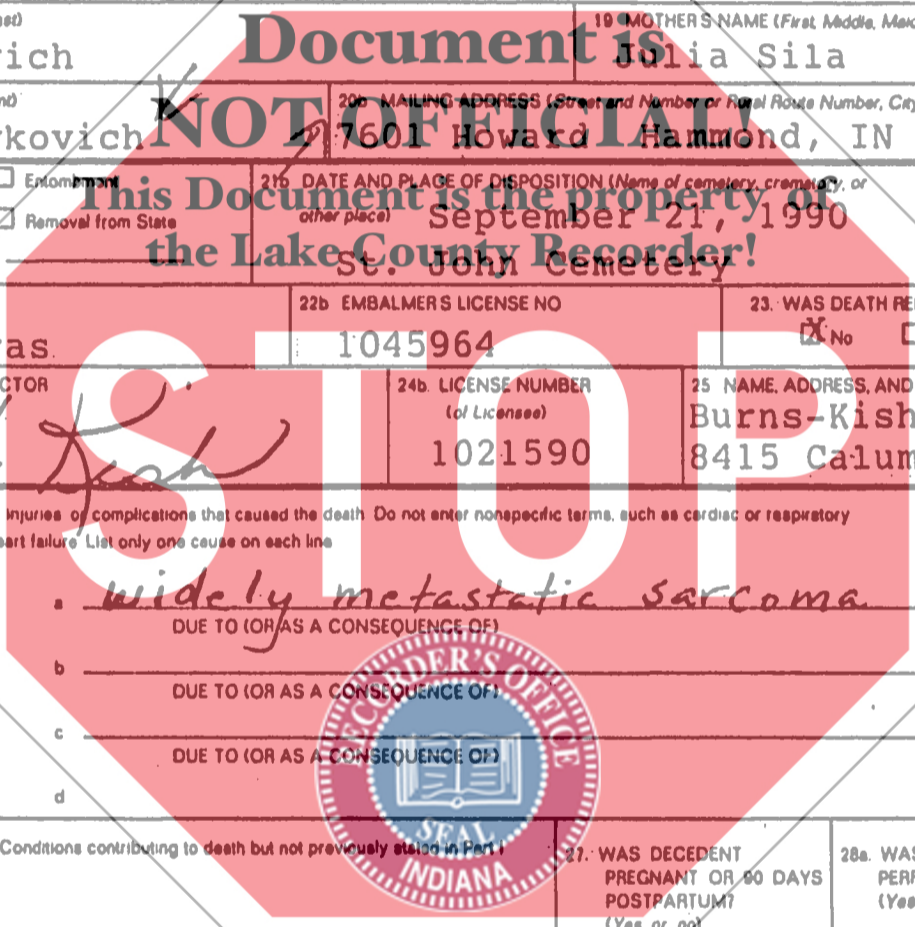 Document is
NOT OFFICIAL!
This Document is the property of
the Lake County Recorder!
STOP
19 MOTHER'S NAME (First, Middle,
ich
Julia Sila
kovich
20b MAILING ADDRESS (Street and Number or Rural Route Number, City
7601 Howard Hammond, IN
Entombment
Removal from State
21b DATE AND PLACE OF DISPOSITION (Name of cemetery, crematory, or
other place) September 21, 1990
St. John Cemetery
as.
22b EMBALMERS LICENSE NO
1045964
23. WAS DEATH RE
X No
CTOR
Kish
24b. LICENSE NUMBER
(of Licensee)
1021590
25 NAME, ADDRESS, AND
Burns-Kish
8415 Calum
injuries or complications that caused the death Do not enter nonspecific terms, such as cardiac or respiratory
art failure List only one cause on each line
a widely metastatic sarcoma
DUE TO (OR AS A CONSEQUENCE OF)
b
DUE TO (OR AS A CONSEQUENCE OF)
c
DUE TO (OR AS A CONSEQUENCE OF)
d
RECORDER'S OFFICE
SEAL
INDIANA
Conditions contributing to death but not previously stated in Part I
27. WAS DECEDENT
PREGNANT OR 90 DAYS
POSTPARTUM?
(Yes or no)
28a. WAS
PERF
(Yes